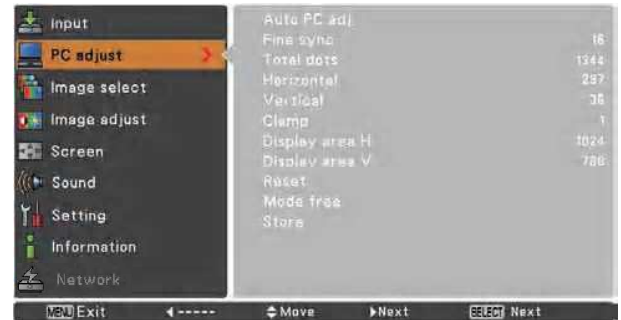 Input
PC adjust
Image select
Image adjust
Screen
Sound
Setting
Information
Network
Auto PC adj.
Fine sync 16
Total dots 1344
Horizontal 297
Vertical 36
Clamp 1
Display area H 1024
Display area V 768
Reset
Mode free
Store
MENU Exit ----- Move Next SELECT Next